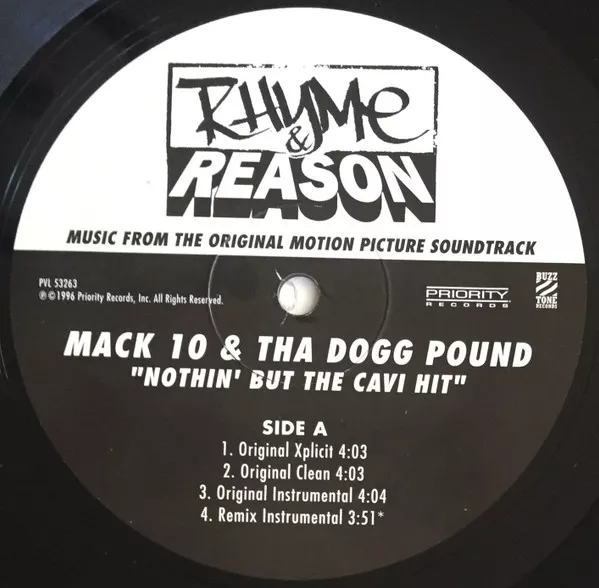 RHYME
&
REASON
MUSIC FROM THE ORIGINAL MOTION PICTURE SOUNDTRACK
PVL 53263
℗©1996 Priority Records, Inc. All Rights Reserved.
PRIORITY
RECORDS
BUZZ
TONE
RECORDS
MACK 10 & THA DOGG POUND
"NOTHIN' BUT THE CAVI HIT"
SIDE A
1. Original Xplicit 4:03
2. Original Clean 4:03
3. Original Instrumental 4:04
4. Remix Instrumental 3:51*